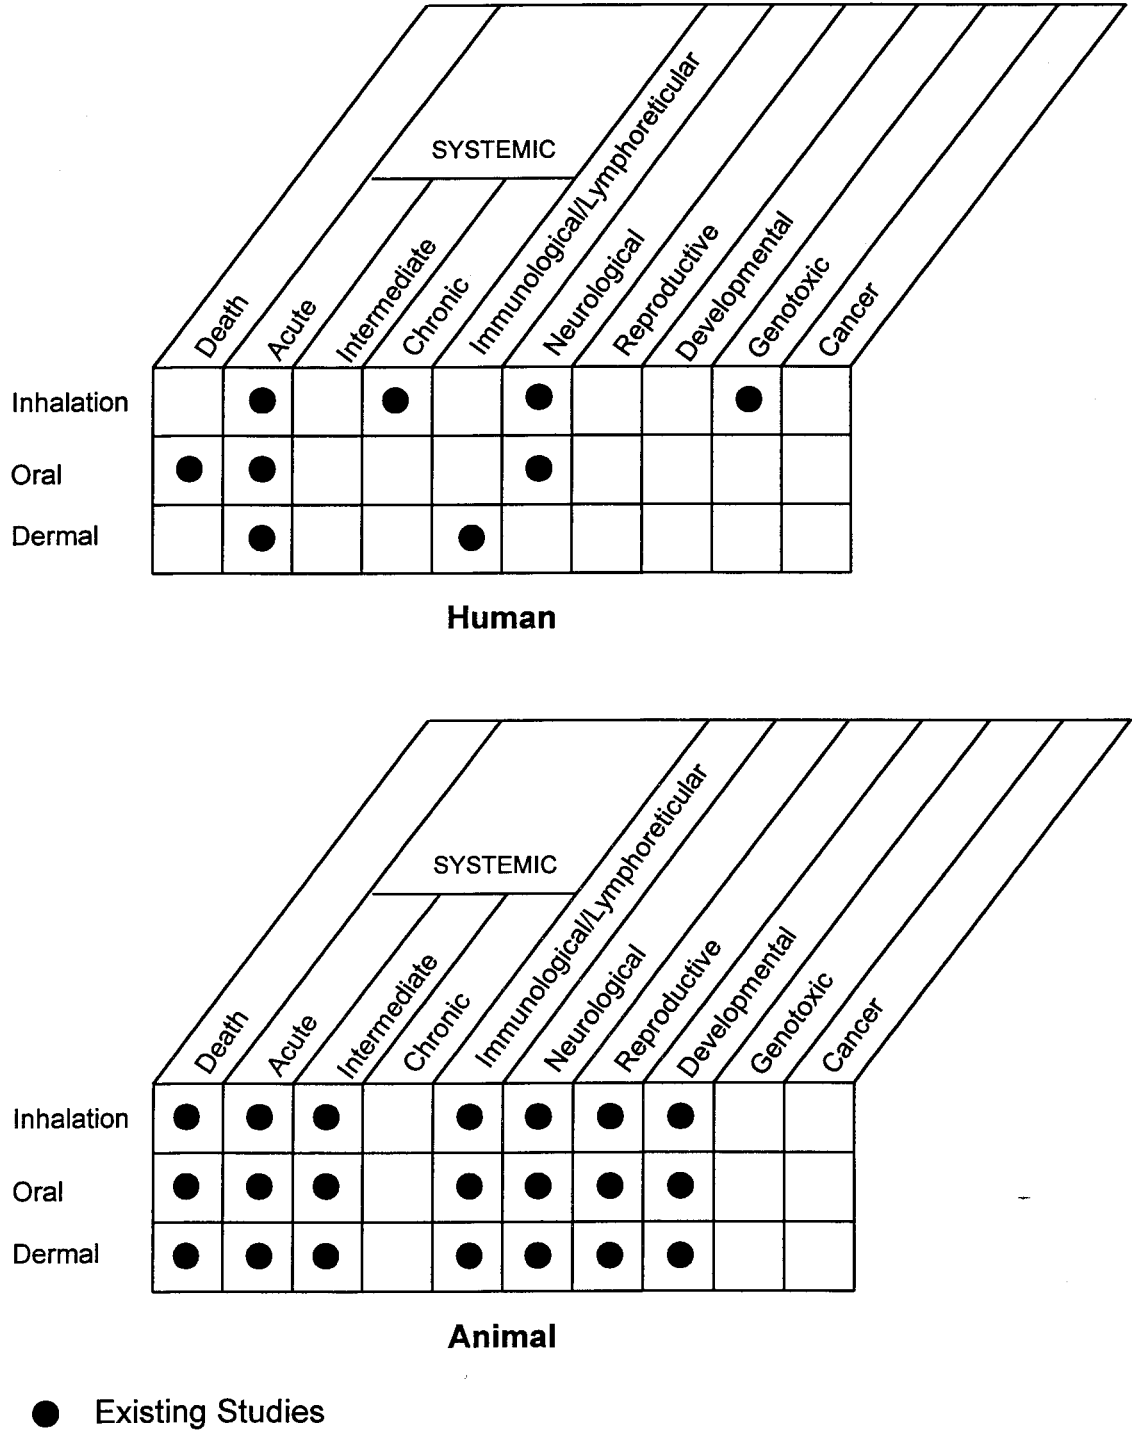 SYSTEMIC
Death
Acute
Intermediate
Chronic
Immunological/Lymphoreticular
Neurological
Reproductive
Developmental
Genotoxic
Cancer
Inhalation
Oral
Dermal
Human
SYSTEMIC
Death
Acute
Intermediate
Chronic
Immunological/Lymphoreticular
Neurological
Reproductive
Developmental
Genotoxic
Cancer
Inhalation
Oral
Dermal
Animal
Existing Studies